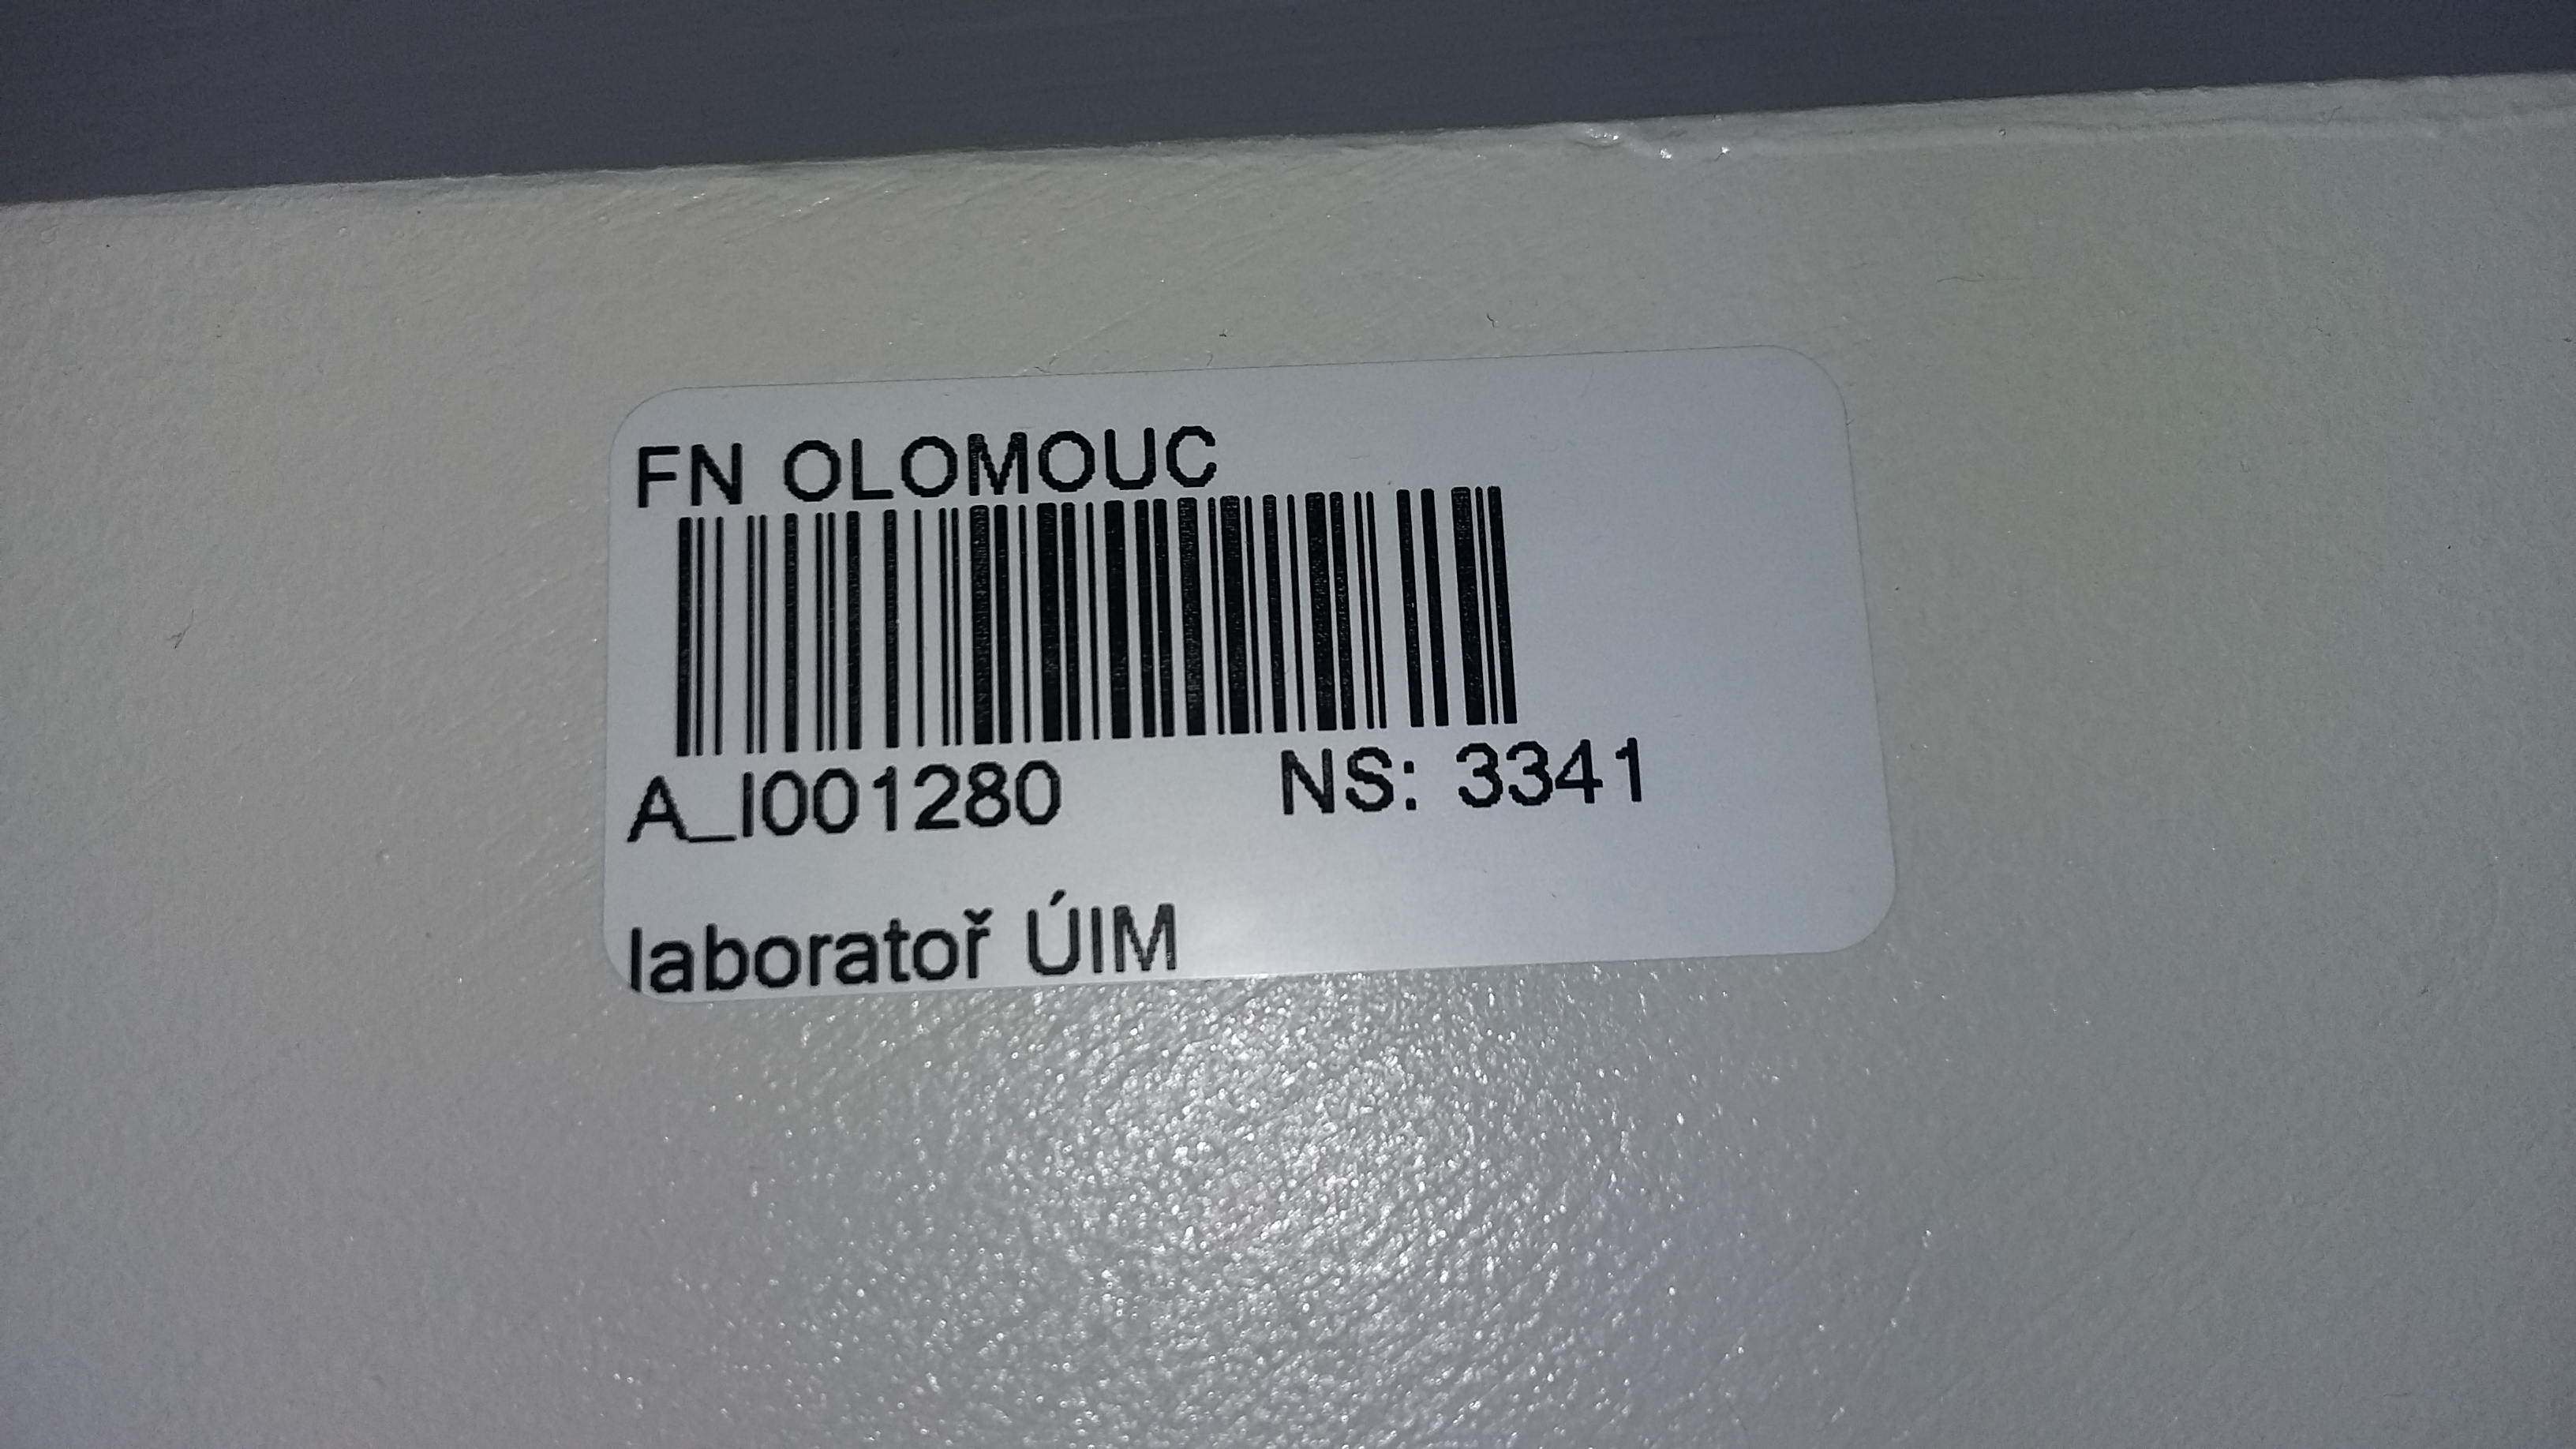 FN OLOMOUC
A_I001280 NS: 3341
laboratoř ÚIM